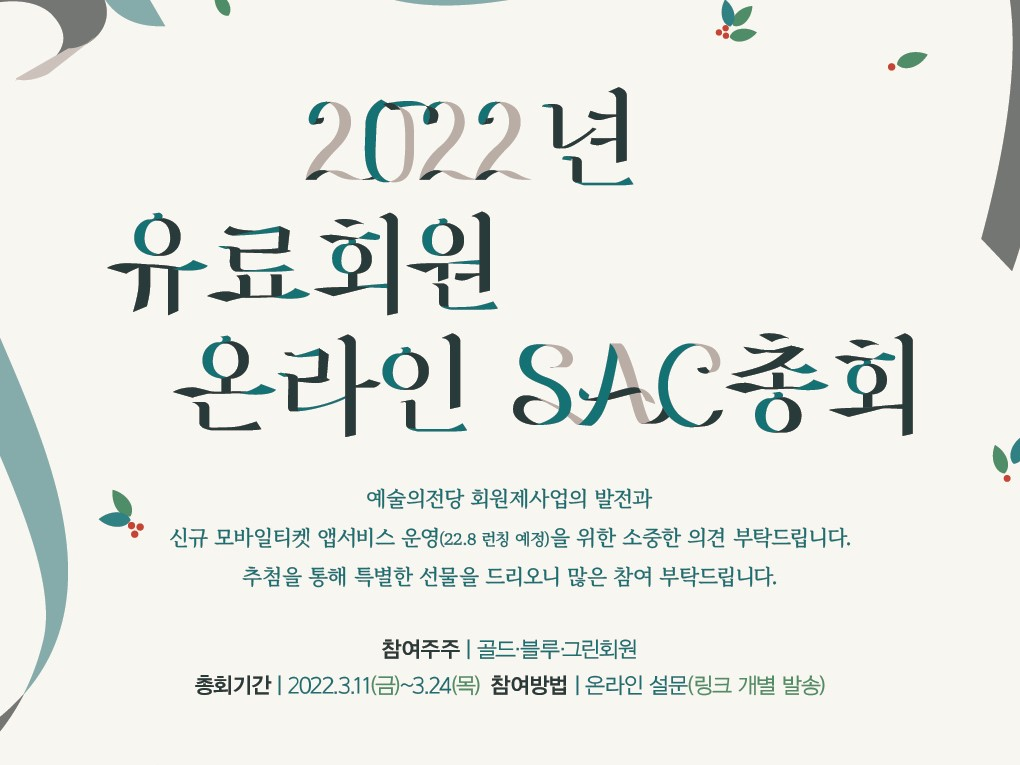 2022년
유료회원
온라인 SAC총회
예술의전당 회원제사업의 발전과
신규 모바일티켓 앱서비스 운영(22.8 런칭 예정)을 위한 소중한 의견 부탁드립니다.
추첨을 통해 특별한 선물을 드리오니 많은 참여 부탁드립니다.
참여주주 | 골드·블루·그린회원
총회기간 | 2022.3.11(금)~3.24(목) 참여방법 | 온라인 설문(링크 개별 발송)